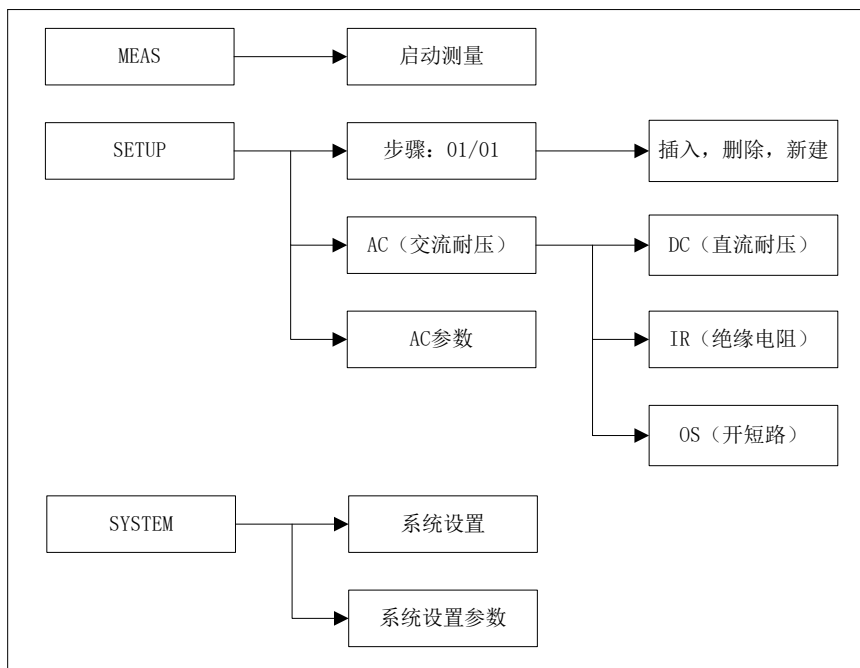 MEAS
启动测量
SETUP
步骤：01/01
插入，删除，新建
AC（交流耐压）
DC（直流耐压）
AC参数
IR（绝缘电阻）
OS（开短路）
SYSTEM
系统设置
系统设置参数